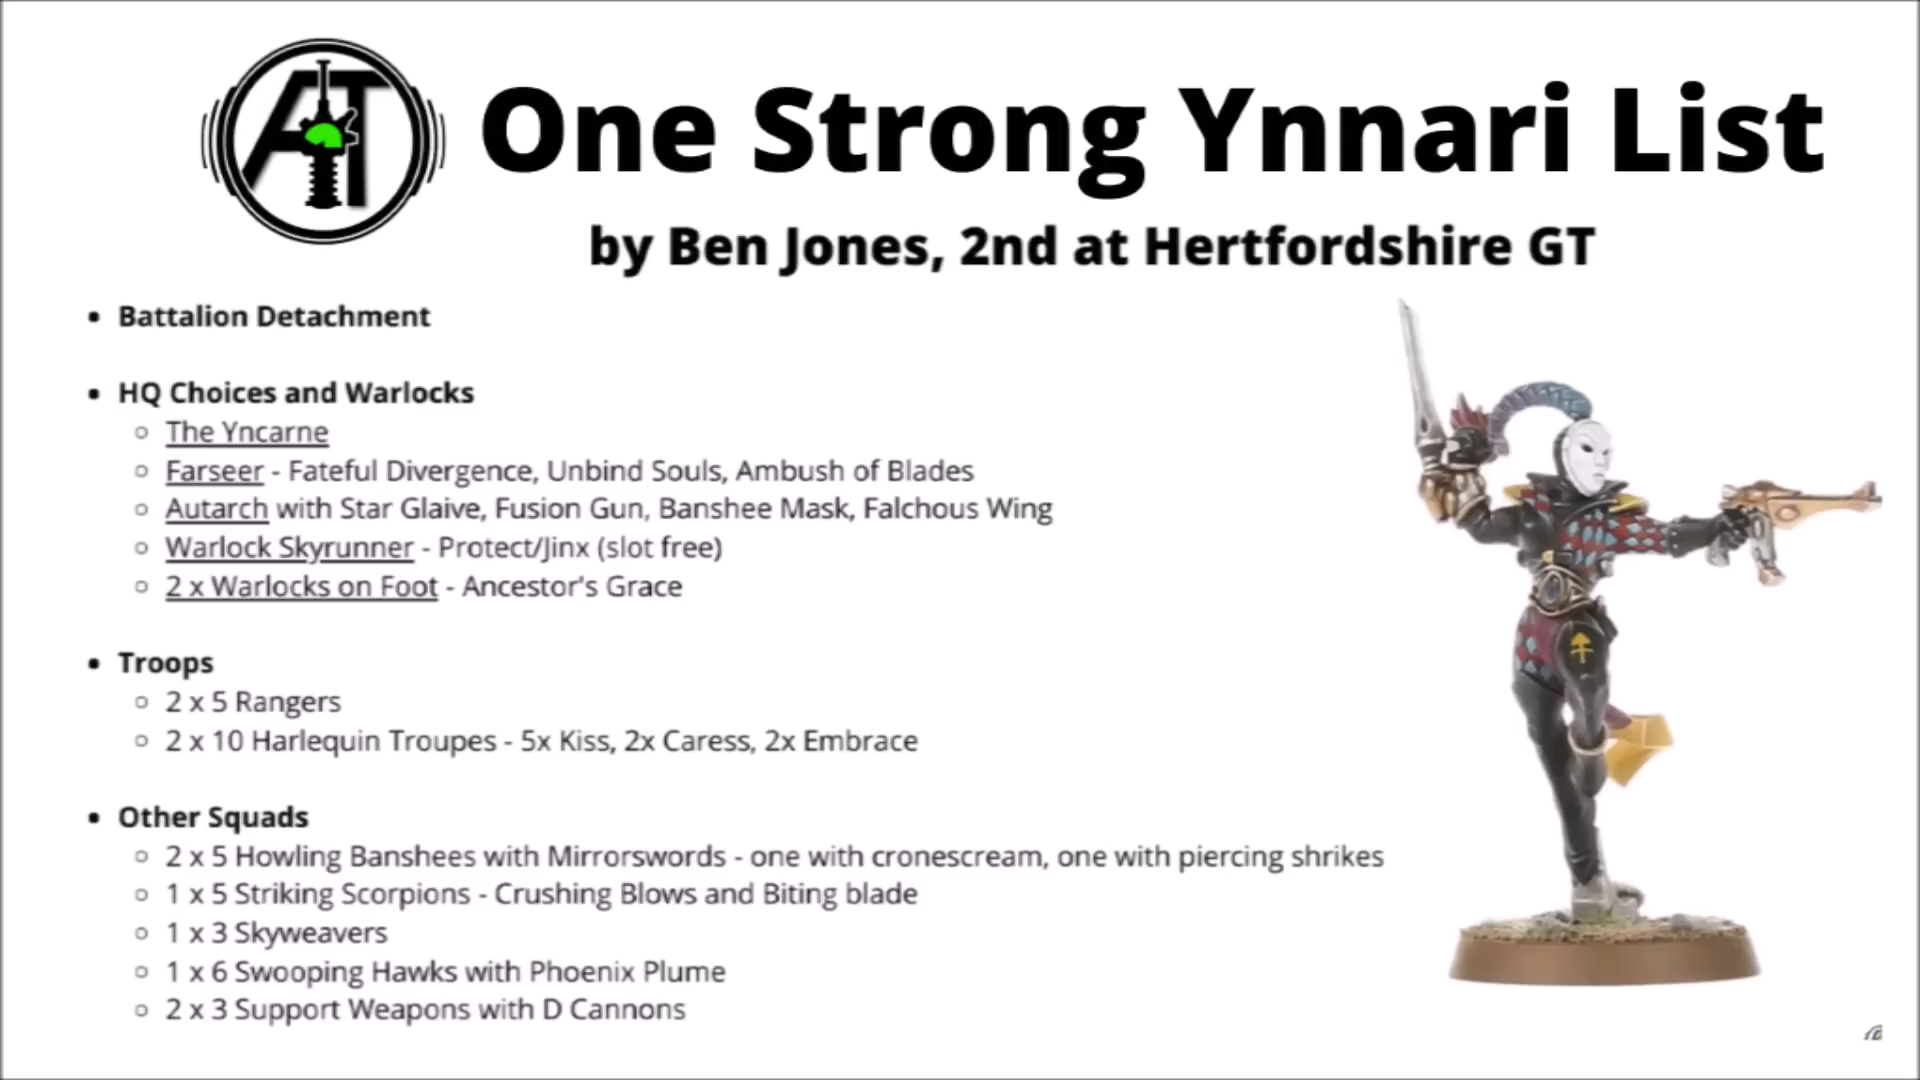 AT
One Strong Ynnari List
by Ben Jones, 2nd at Hertfordshire GT
• Battalion Detachment
• HQ Choices and Warlocks
○ The Yncarne
○ Farseer - Fateful Divergence, Unbind Souls, Ambush of Blades
○ Autarch with Star Glaive, Fusion Gun, Banshee Mask, Falchous Wing
○ Warlock Skyrunner - Protect/Jinx (slot free)
○ 2 x Warlocks on Foot - Ancestor's Grace
• Troops
○ 2 x 5 Rangers
○ 2 x 10 Harlequin Troupes - 5x Kiss, 2x Caress, 2x Embrace
• Other Squads
○ 2 x 5 Howling Banshees with Mirrorswords - one with cronescream, one with piercing shrikes
○ 1 x 5 Striking Scorpions - Crushing Blows and Biting blade
○ 1 x 3 Skyweavers
○ 1 x 6 Swooping Hawks with Phoenix Plume
○ 2 x 3 Support Weapons with D Cannons